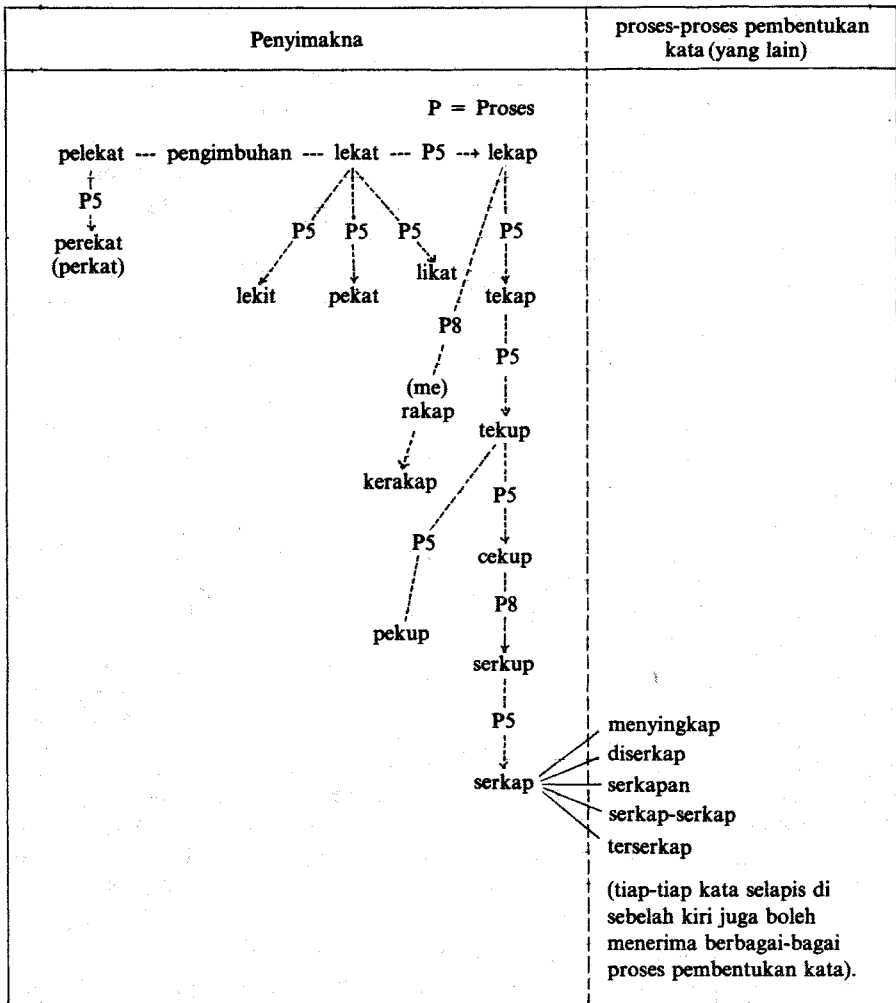 Penyimakna
proses-proses pembentukan
kata (yang lain)
P = Proses
pelekat --- pengimbuhan --- lekat --- P5 --→ lekap
P5
perekat
(perkat)
P5 P5 P5
P5
likat
lekit pekat
tekap
P8
P5
(me)
rakap
tekup
kerakap
P5
P5
cekup
P8
pekup
serkup
P5
menyingkap
diserkap
serkap
serkapan
serkap-serkap
terserkap
(tiap-tiap kata selapis di
sebelah kiri juga boleh
menerima berbagai-bagai
proses pembentukan kata).